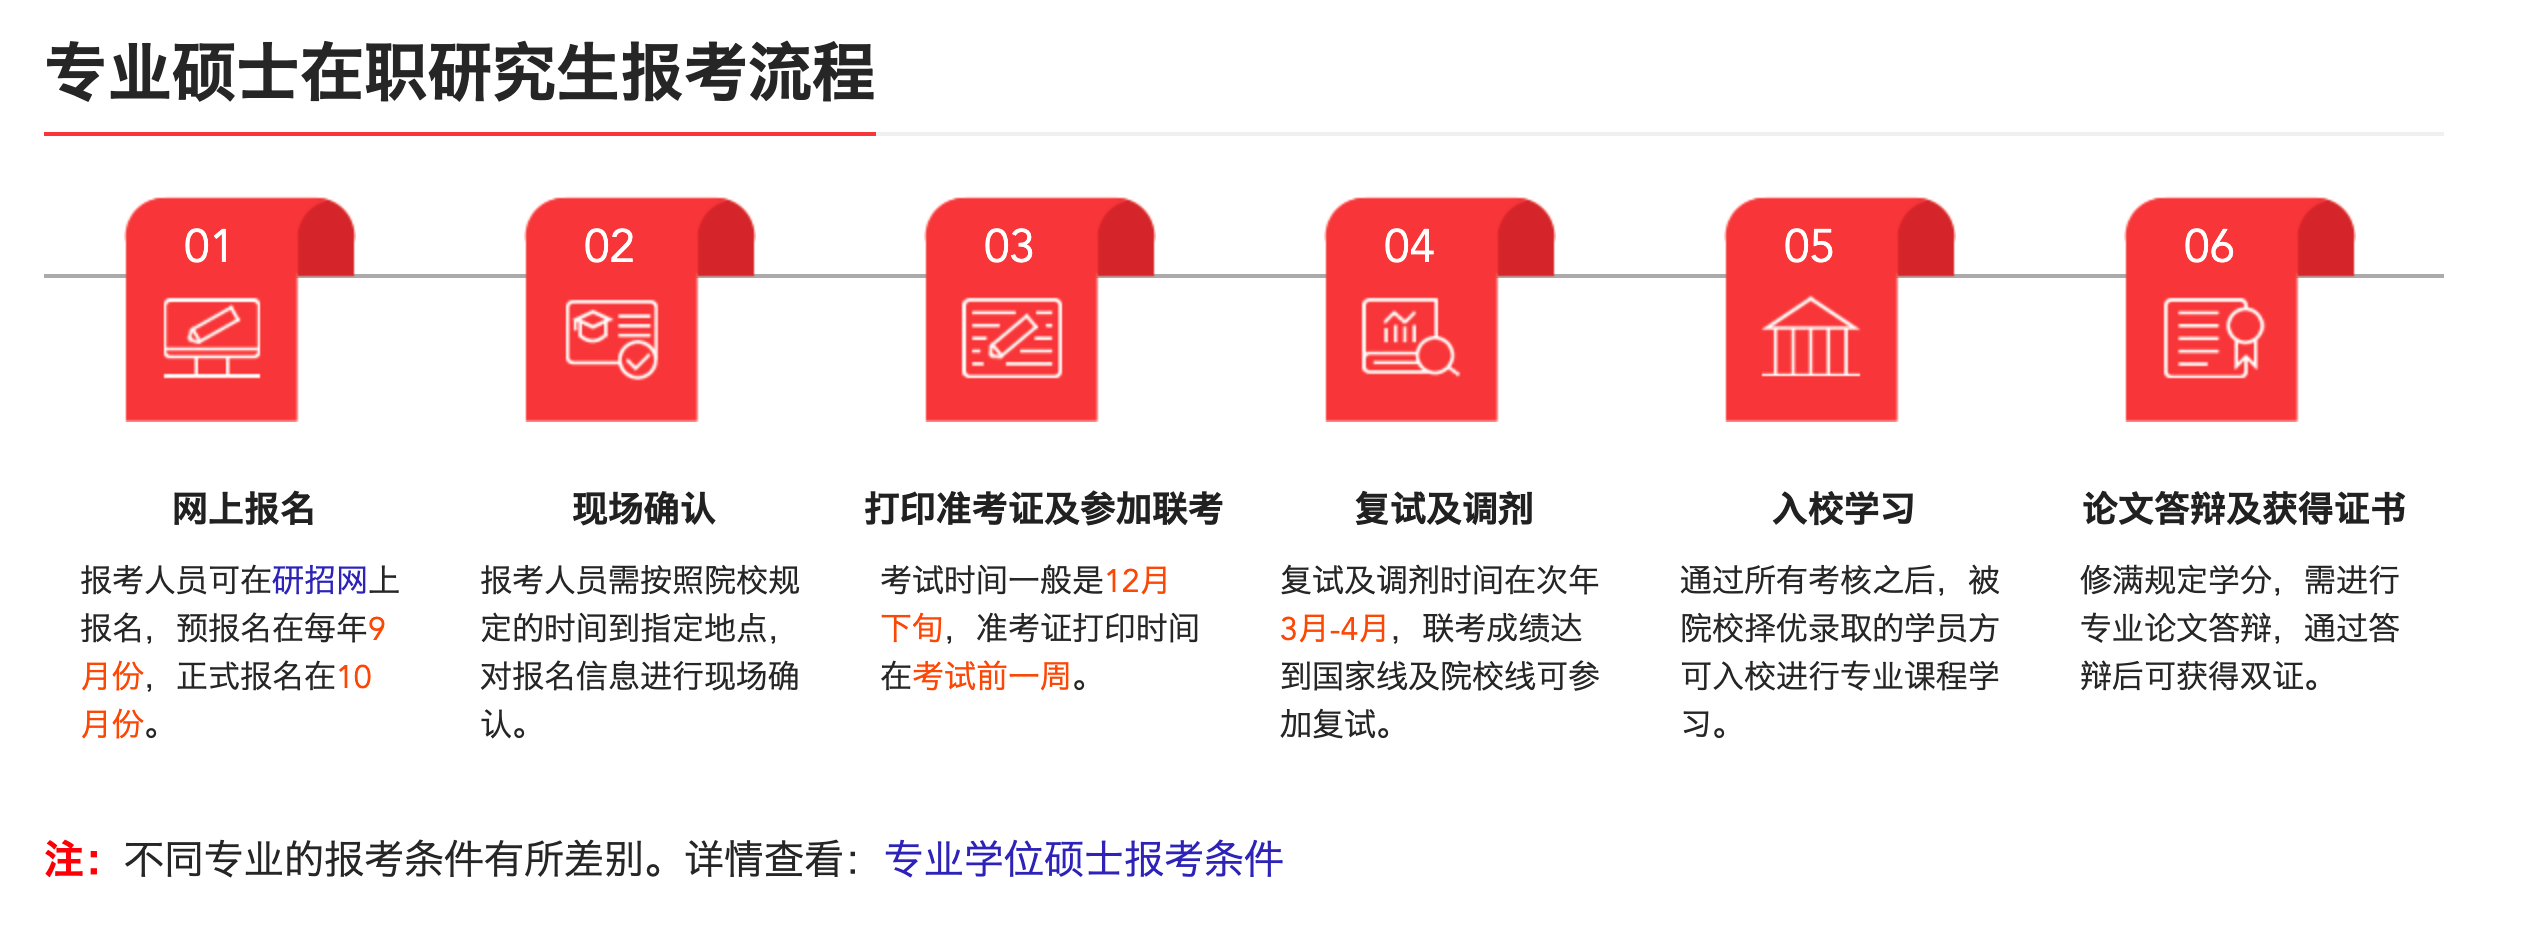 专业硕士在职研究生报考流程
01
网上报名
报考人员可在研招网上
报名，预报名在每年9
月份，正式报名在10
月份。
02
现场确认
报考人员需按照院校规
定的时间到指定地点，
对报名信息进行现场确
认。
03
打印准考证及参加联考
考试时间一般是12月
下旬，准考证打印时间
在考试前一周。
04
复试及调剂
复试及调剂时间在次年
3月-4月，联考成绩达
到国家线及院校线可参
加复试。
05
入校学习
通过所有考核之后，被
院校择优录取的学员方
可入校进行专业课程学
习。
06
论文答辩及获得证书
修满规定学分，需进行
专业论文答辩，通过答
辩后可获得双证。
注：不同专业的报考条件有所差别。详情查看：专业学位硕士报考条件